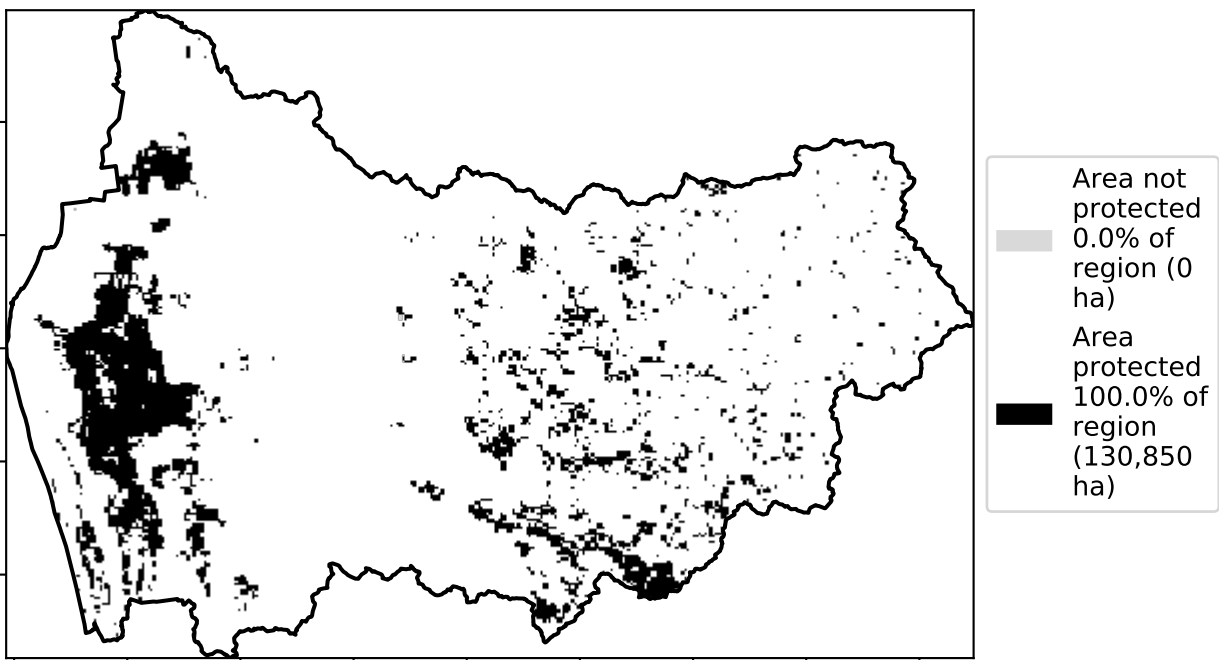 Area not
protected
0.0% of
region (0
ha)
Area
protected
100.0% of
region
(130,850
ha)